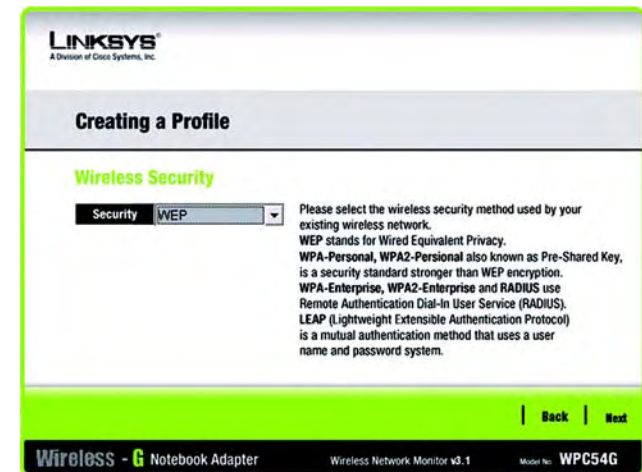 LINKSYS®
A Division of Cisco Systems, Inc.
Creating a Profile
Wireless Security
Security WEP
Please select the wireless security method used by your
existing wireless network.
WEP stands for Wired Equivalent Privacy.
WPA-Personal, WPA2-Persional also known as Pre-Shared Key,
is a security standard stronger than WEP encryption.
WPA-Enterprise, WPA2-Enterprise and RADIUS use
Remote Authentication Dial-In User Service (RADIUS).
LEAP (Lightweight Extensible Authentication Protocol)
is a mutual authentication method that uses a user
name and password system.
Back Next
Wireless - G Notebook Adapter Wireless Network Monitor v3.1 Model No. WPC54G